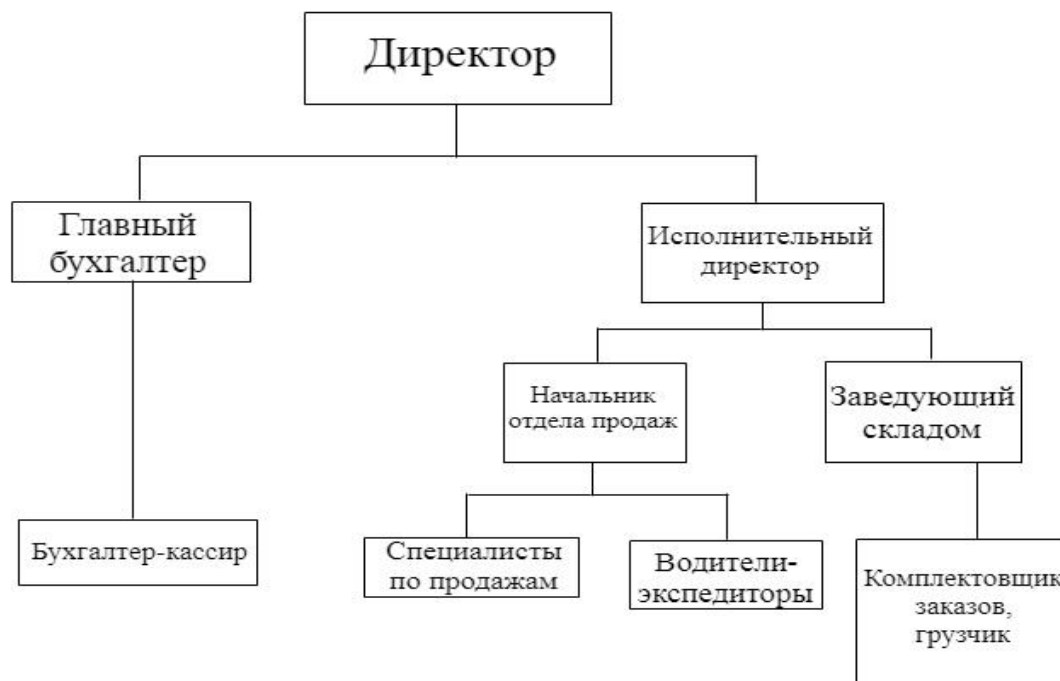 Директор
Главный
бухгалтер
Исполнительный
директор
Начальник
отдела продаж
Заведующий
складом
Бухгалтер-кассир
Специалисты
по продажам
Водители-
экспедиторы
Комплектовщик
заказов,
грузчик